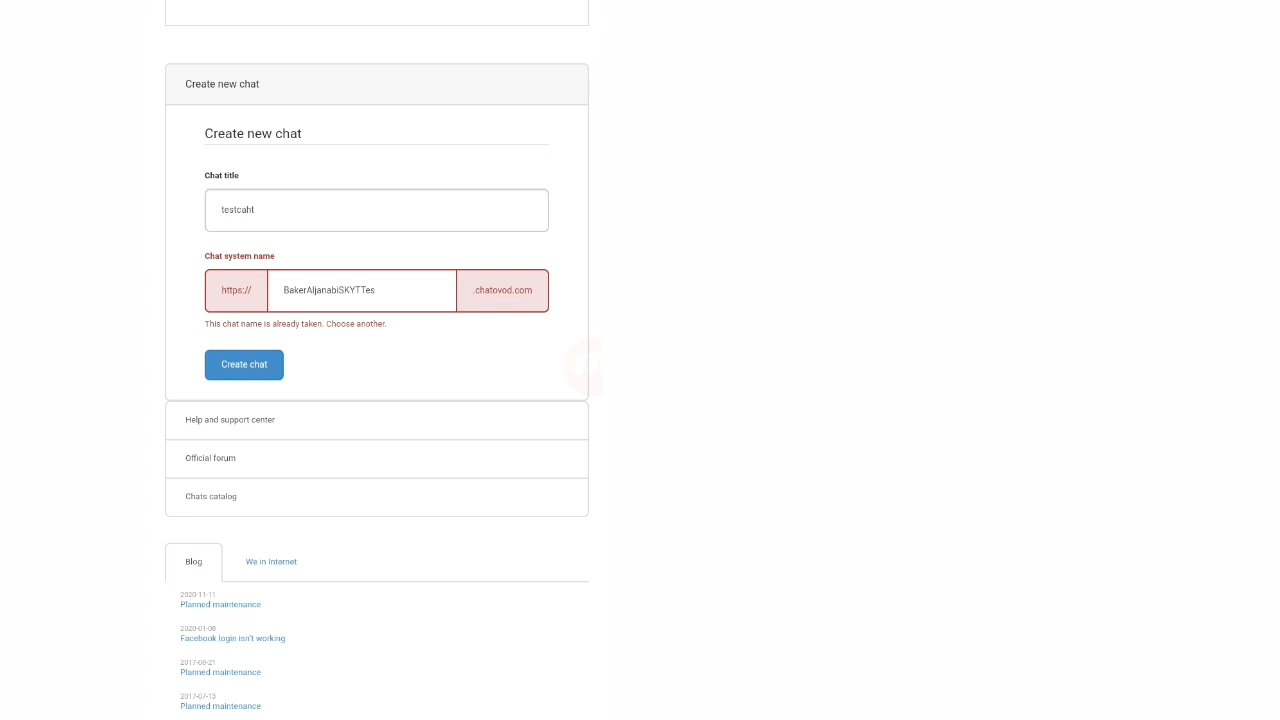 Create new chat
Create new chat
Chat title
testcaht
Chat system name
https:// BakerAljanabiSKYTTes .chatovod.com
This chat name is already taken. Choose another.
Create chat
Help and support center
Official forum
Chats catalog
Blog We in Internet
2020-11-11
Planned maintenance
2020-01-08
Facebook login isn't working
2017-08-21
Planned maintenance
2017-07-13
Planned maintenance